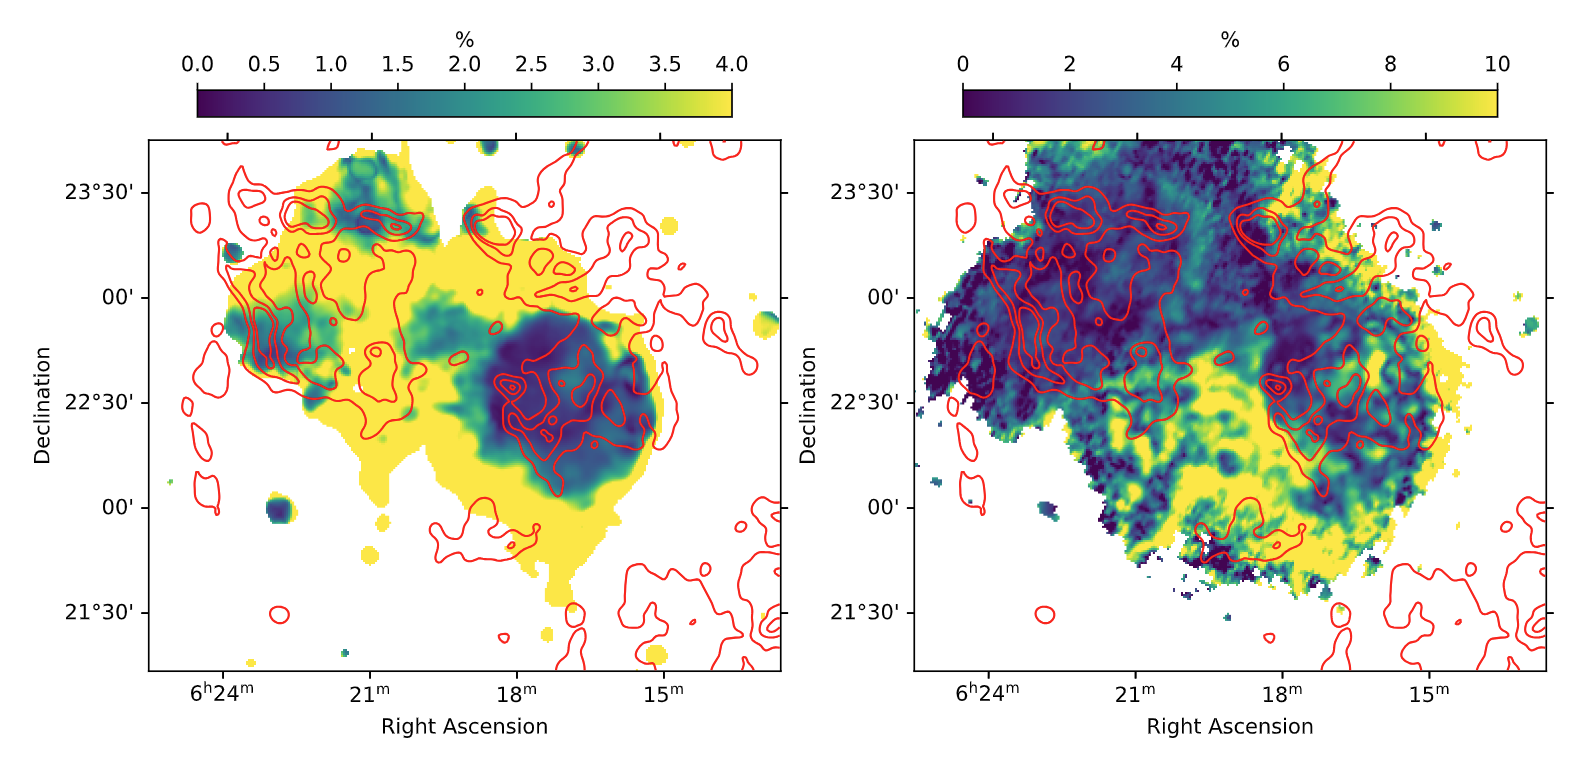 %
0.0 0.5 1.0 1.5 2.0 2.5 3.0 3.5 4.0
23°30'
00'
22°30'
00'
21°30'
Declination
6ʰ24ᵐ 21ᵐ 18ᵐ 15ᵐ
Right Ascension
%
0 2 4 6 8 10
23°30'
00'
22°30'
00'
21°30'
Declination
6ʰ24ᵐ 21ᵐ 18ᵐ 15ᵐ
Right Ascension